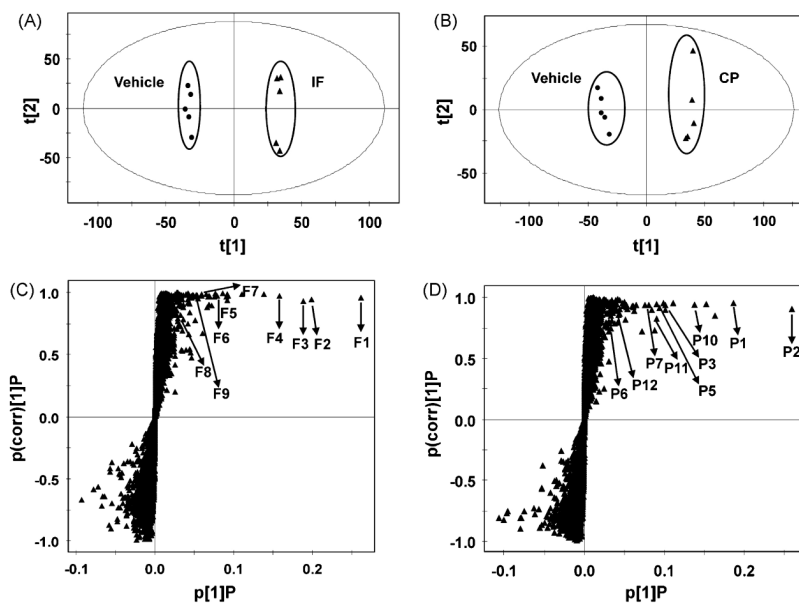 (A)
Vehicle
IF
t[2]
50
0
-50
-100 -50 0 50 100
t[1]
(B)
Vehicle
CP
t[2]
50
0
-50
-100 -50 0 50 100
t[1]
(C)
p(corr)[1]P
1.0
0.5
0.0
-0.5
-1.0
F7
F5
F6
F4
F3
F2
F1
F8
F9
-0.1 0.0 0.1 0.2
p[1]P
(D)
p(corr)[1]P
1.0
0.5
0.0
-0.5
-1.0
P10
P1
P2
P7
P11
P3
P6
P12
P5
-0.1 0.0 0.1 0.2
p[1]P